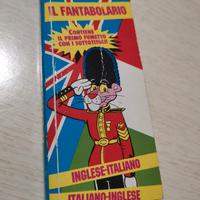 IL FANTABOLARIO
CONTIENE
IL PRIMO FUMETTO
CON I SOTTOTITOLI!
INGLESE-ITALIANO
ITALIANO-INGLESE